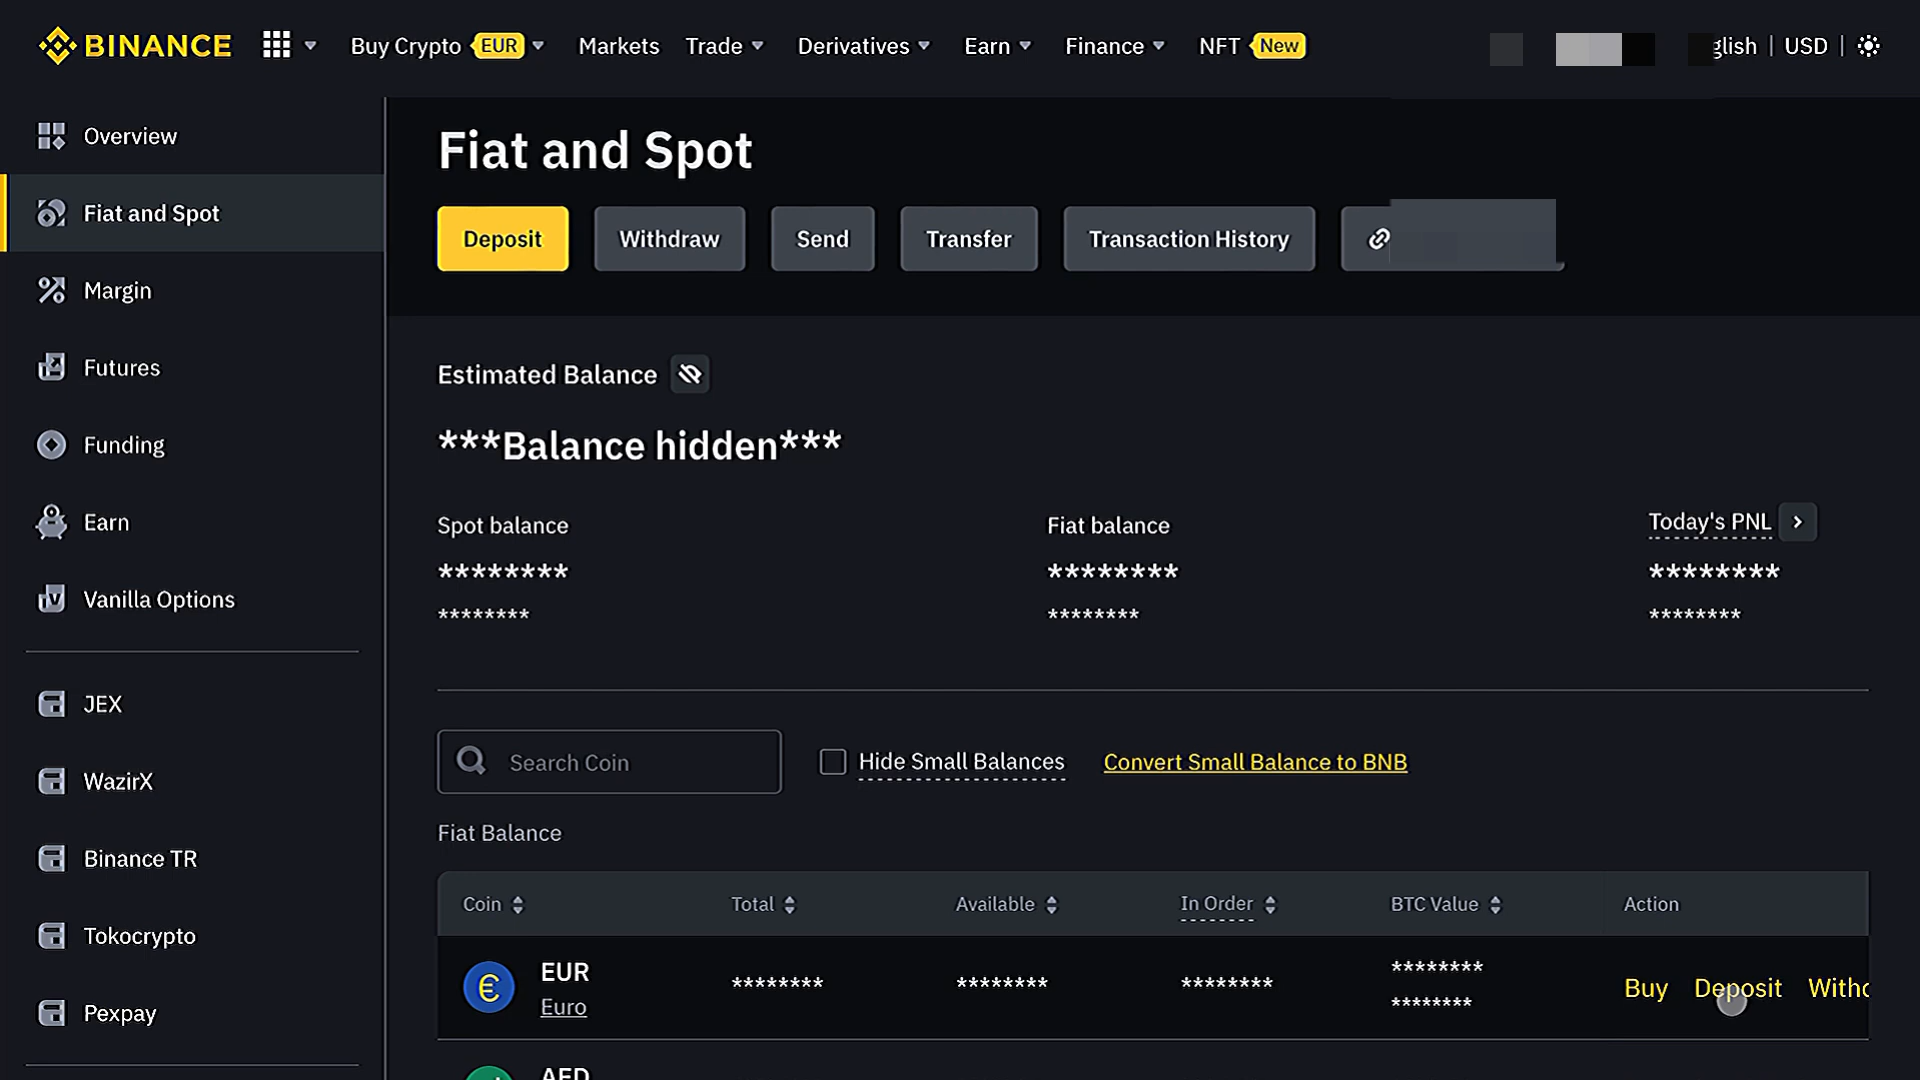 BINANCE
Buy Crypto EUR
Markets
Trade
Derivatives
Earn
Finance
NFT New
glish | USD |
Overview
Fiat and Spot
Margin
Futures
Funding
Earn
Vanilla Options
JEX
WazirX
Binance TR
Tokocrypto
Pexpay
Fiat and Spot
Deposit
Withdraw
Send
Transfer
Transaction History
Estimated Balance
***Balance hidden***
Spot balance
********
********
Fiat balance
********
********
Today's PNL
********
********
Search Coin
Hide Small Balances
Convert Small Balance to BNB
Fiat Balance
Coin Total Available In Order BTC Value Action
EUR
Euro
********
********
********
********
********
Buy Deposit Withd
AED